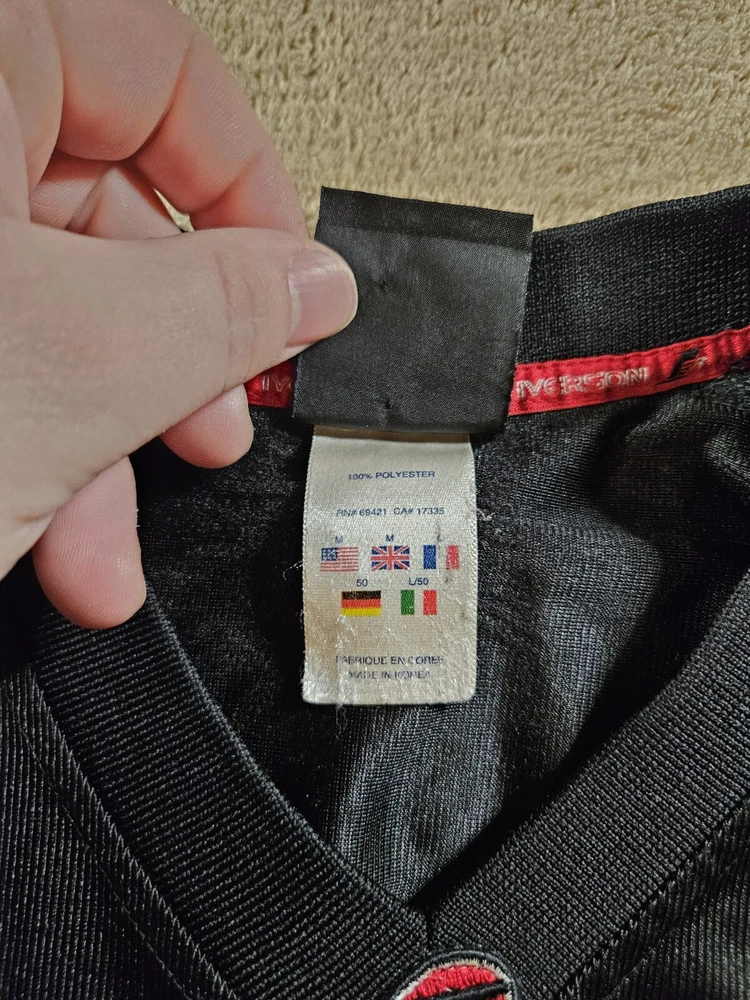 IVERSON
100% POLYESTER
RN# 69421 CA# 17335
M M L
50 L/50
FABRIQUE EN COREE
MADE IN KOREA